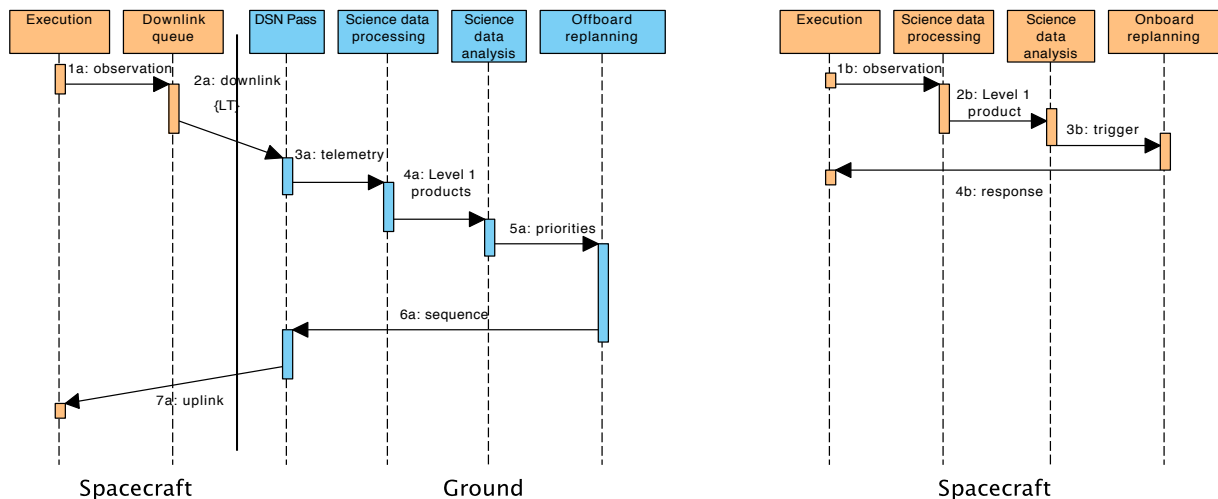 Execution
Downlink
queue
DSN Pass
Science data
processing
Science
data
analysis
Offboard
replanning
1a: observation
2a: downlink
{LT}
3a: telemetry
4a: Level 1
products
5a: priorities
6a: sequence
7a: uplink
Spacecraft
Ground
Execution
Science data
processing
Science
data
analysis
Onboard
replanning
1b: observation
2b: Level 1
product
3b: trigger
4b: response
Spacecraft